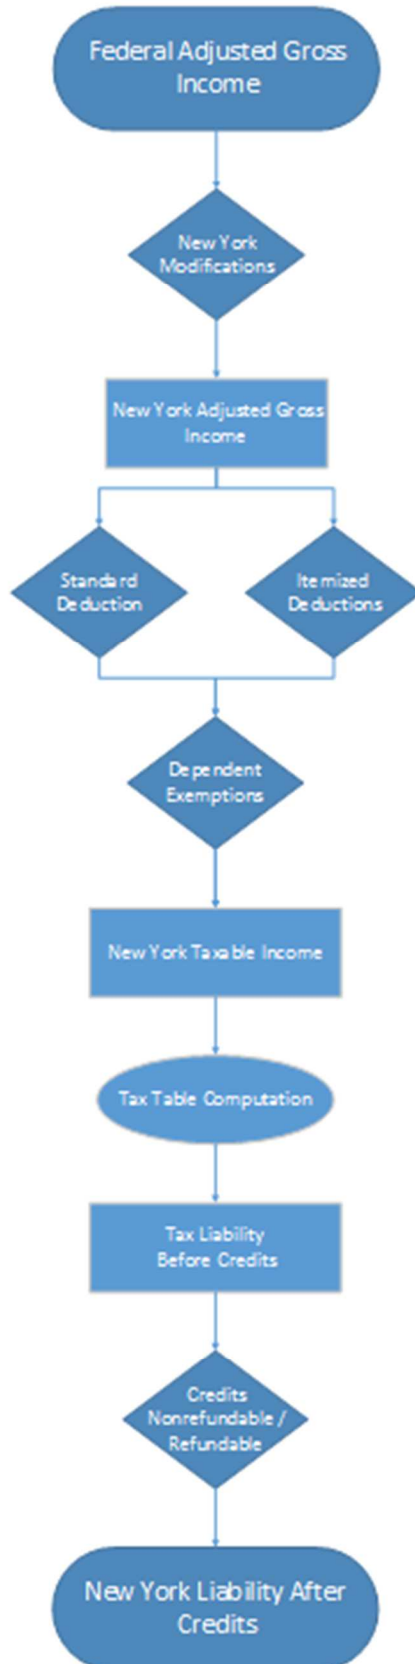 Federal Adjusted Gross
Income
New York
Modifications
New York Adjusted Gross
Income
Standard
Deduction
Itemized
Deductions
Dependent
Exemptions
New York Taxable Income
Tax Table Computation
Tax Liability
Before Credits
Credits
Nonrefundable /
Refundable
New York Liability After
Credits